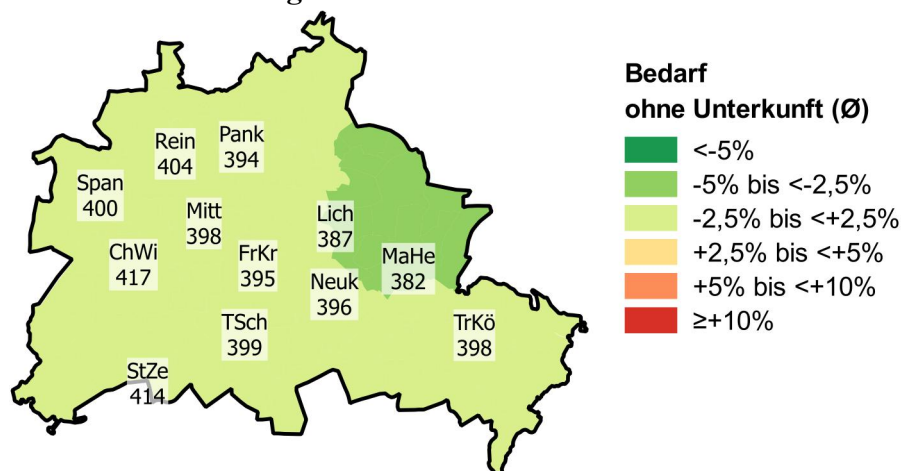 Bedarf
ohne Unterkunft (Ø)
<-5%
-5% bis <-2,5%
-2,5% bis <+2,5%
+2,5% bis <+5%
+5% bis <+10%
≥+10%
Rein
404
Pank
394
Span
400
Mitt
398
Lich
387
ChWi
417
FrKr
395
MaHe
382
Neuk
396
TSch
399
TrKö
398
StZe
414